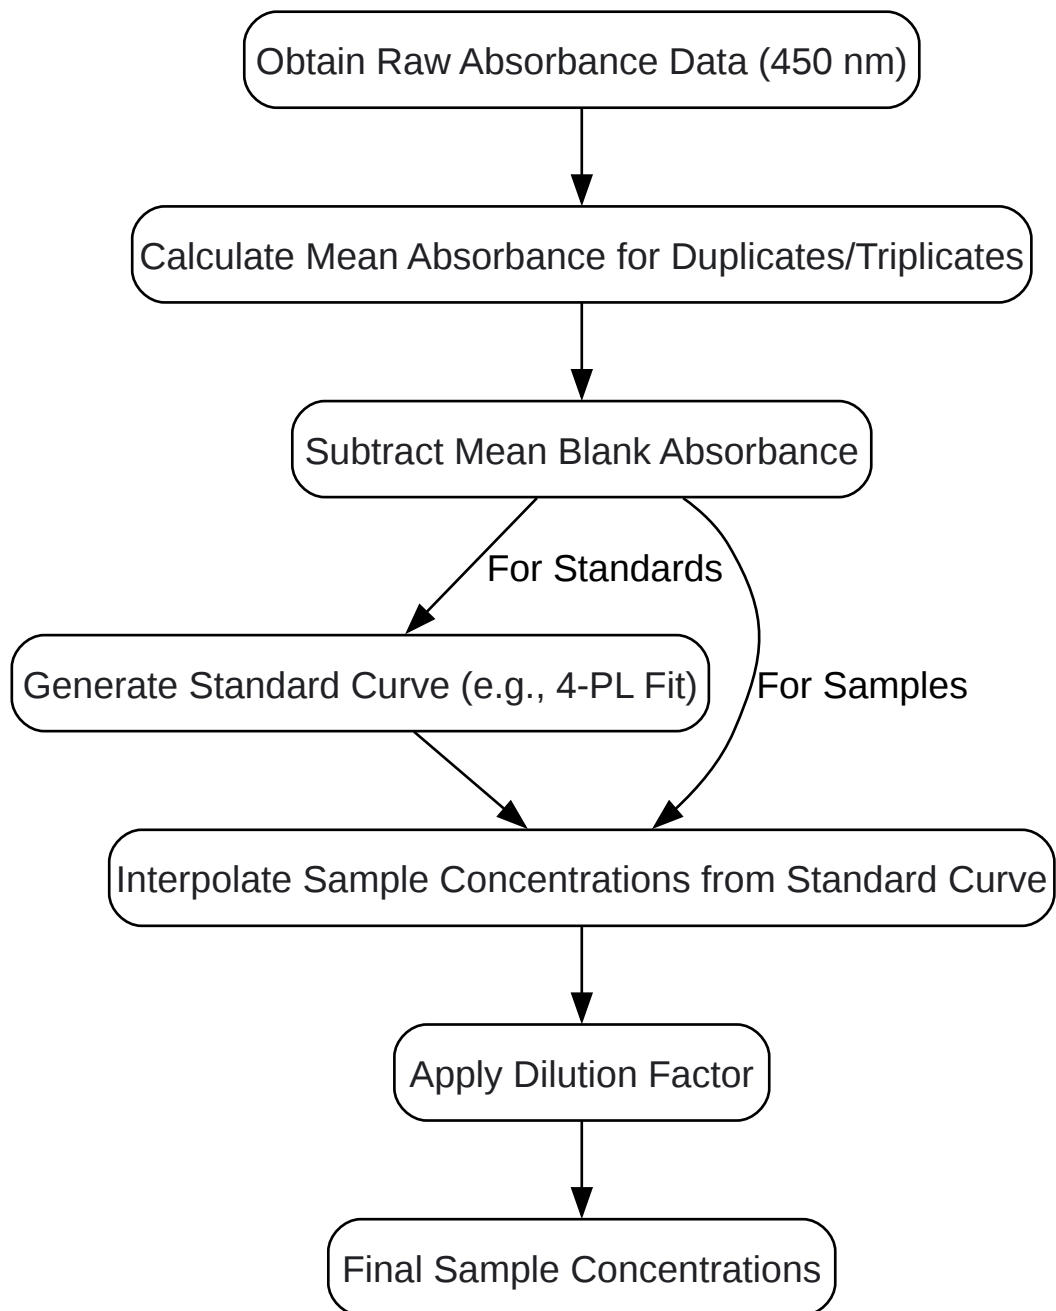 Obtain Raw Absorbance Data (450 nm)
Calculate Mean Absorbance for Duplicates/Triplicates
Subtract Mean Blank Absorbance
For Standards
Generate Standard Curve (e.g., 4-PL Fit)
For Samples
Interpolate Sample Concentrations from Standard Curve
Apply Dilution Factor
Final Sample Concentrations